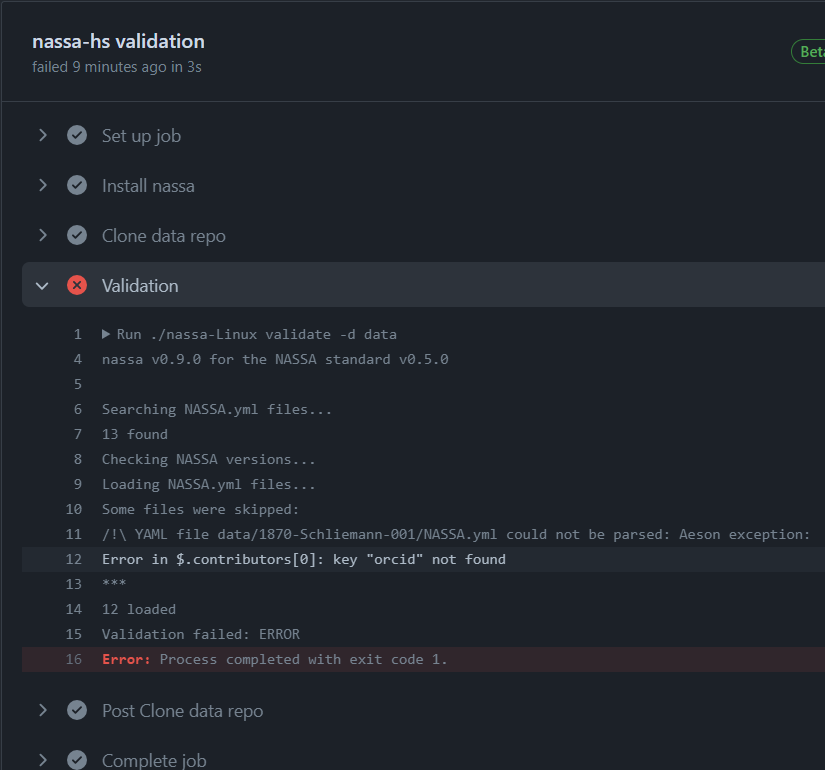 nassa-hs validation
failed 9 minutes ago in 3s
Set up job
Install nassa
Clone data repo
Validation
1 Run ./nassa-Linux validate -d data
4 nassa v0.9.0 for the NASSA standard v0.5.0
5
6 Searching NASSA.yml files...
7 13 found
8 Checking NASSA versions...
9 Loading NASSA.yml files...
10 Some files were skipped:
11 /!\ YAML file data/1870-Schliemann-001/NASSA.yml could not be parsed: Aeson exception:
12 Error in $.contributors[0]: key "orcid" not found
13 ***
14 12 loaded
15 Validation failed: ERROR
16 Error: Process completed with exit code 1.
Post Clone data repo
Complete job